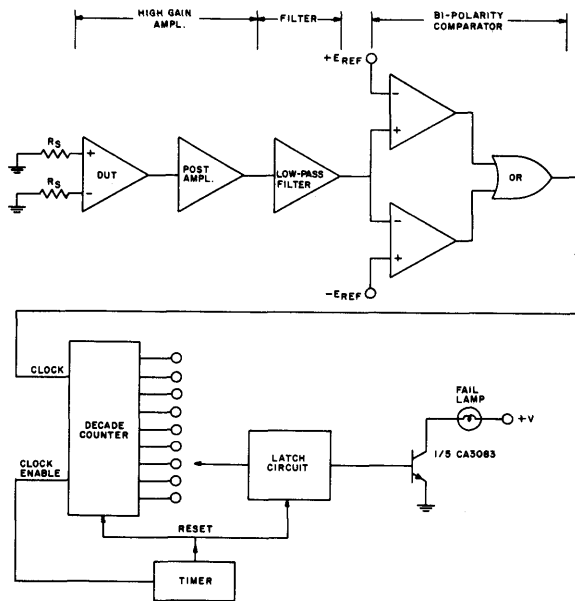 HIGH GAIN
AMPL.
FILTER
BI-POLARITY
COMPARATOR
+EREF
−
+
RS
+
RS
−
DUT
POST
AMPL.
LOW-PASS
FILTER
OR
−
+
−EREF
CLOCK
DECADE
COUNTER
CLOCK
ENABLE
FAIL
LAMP
+V
LATCH
CIRCUIT
1/5 CA3083
RESET
TIMER